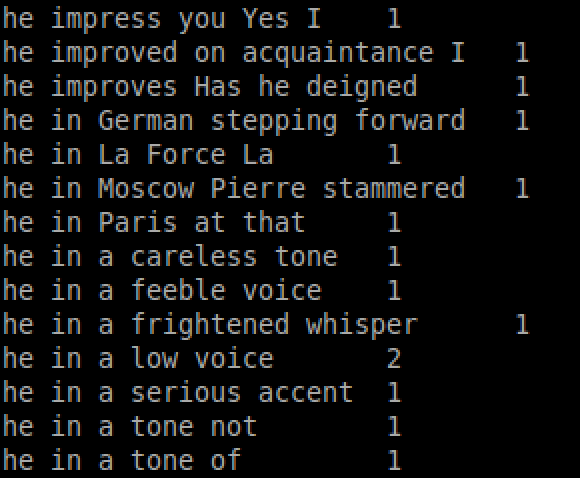 he impress you Yes I	1
he improved on acquaintance I	1
he improves Has he deigned	1
he in German stepping forward	1
he in La Force La	1
he in Moscow Pierre stammered	1
he in Paris at that	1
he in a careless tone	1
he in a feeble voice	1
he in a frightened whisper	1
he in a low voice	2
he in a serious accent	1
he in a tone not	1
he in a tone of	1